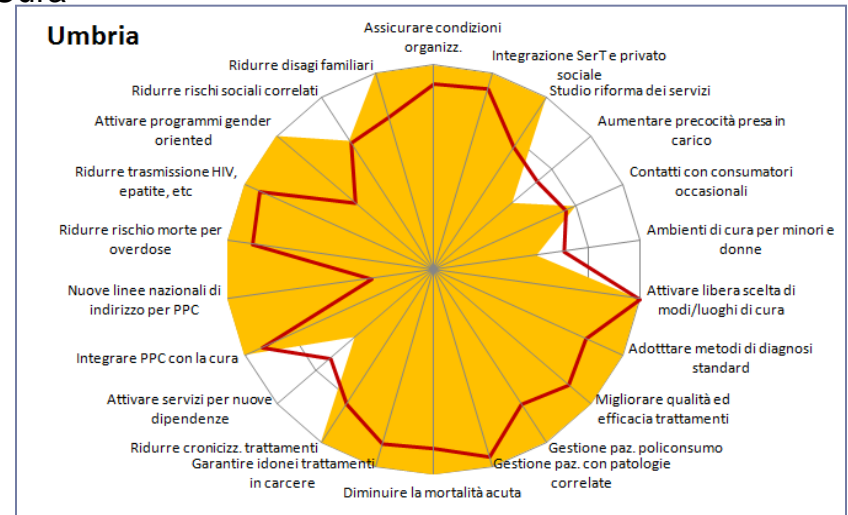 Umbria
Assicurare condizioni
organizz.
Integrazione SerT e privato
sociale
Studio riforma dei servizi
Aumentare precocità presa in
carico
Contatti con consumatori
occasionali
Ambienti di cura per minori e
donne
Attivare libera scelta di
modi/luoghi di cura
Adotttare metodi di diagnosi
standard
Migliorare qualità ed
efficacia trattamenti
Gestione paz. policonsumo
Gestione paz. con patologie
correlate
Diminuire la mortalità acuta
Garantire idonei trattamenti
in carcere
Ridurre cronicizz. trattamenti
Attivare servizi per nuove
dipendenze
Integrare PPC con la cura
Nuove linee nazionali di
indirizzo per PPC
Ridurre rischio morte per
overdose
Ridurre trasmissione HIV,
epatite, etc
Attivare programmi gender
oriented
Ridurre rischi sociali correlati
Ridurre disagi familiari